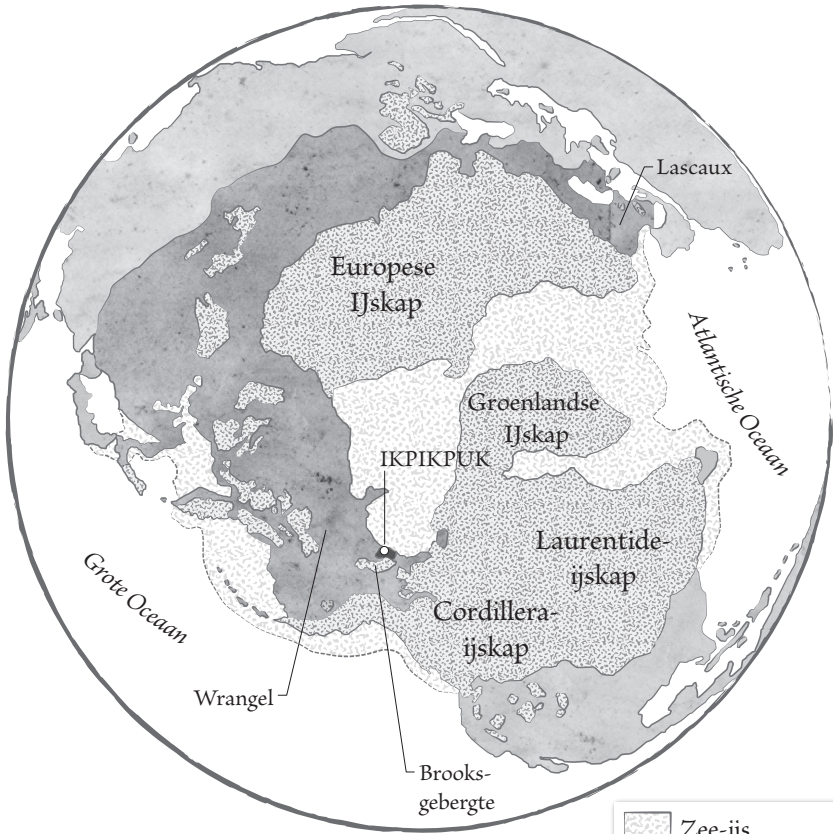 Lascaux
Europese
IJskap
Atlantische Oceaan
Groenlandse
IJskap
IKPIKPUK
Laurentide-
ijskap
Grote Oceaan
Cordillera-
ijskap
Wrangel
Brooks-
gebergte
Zee-ijs